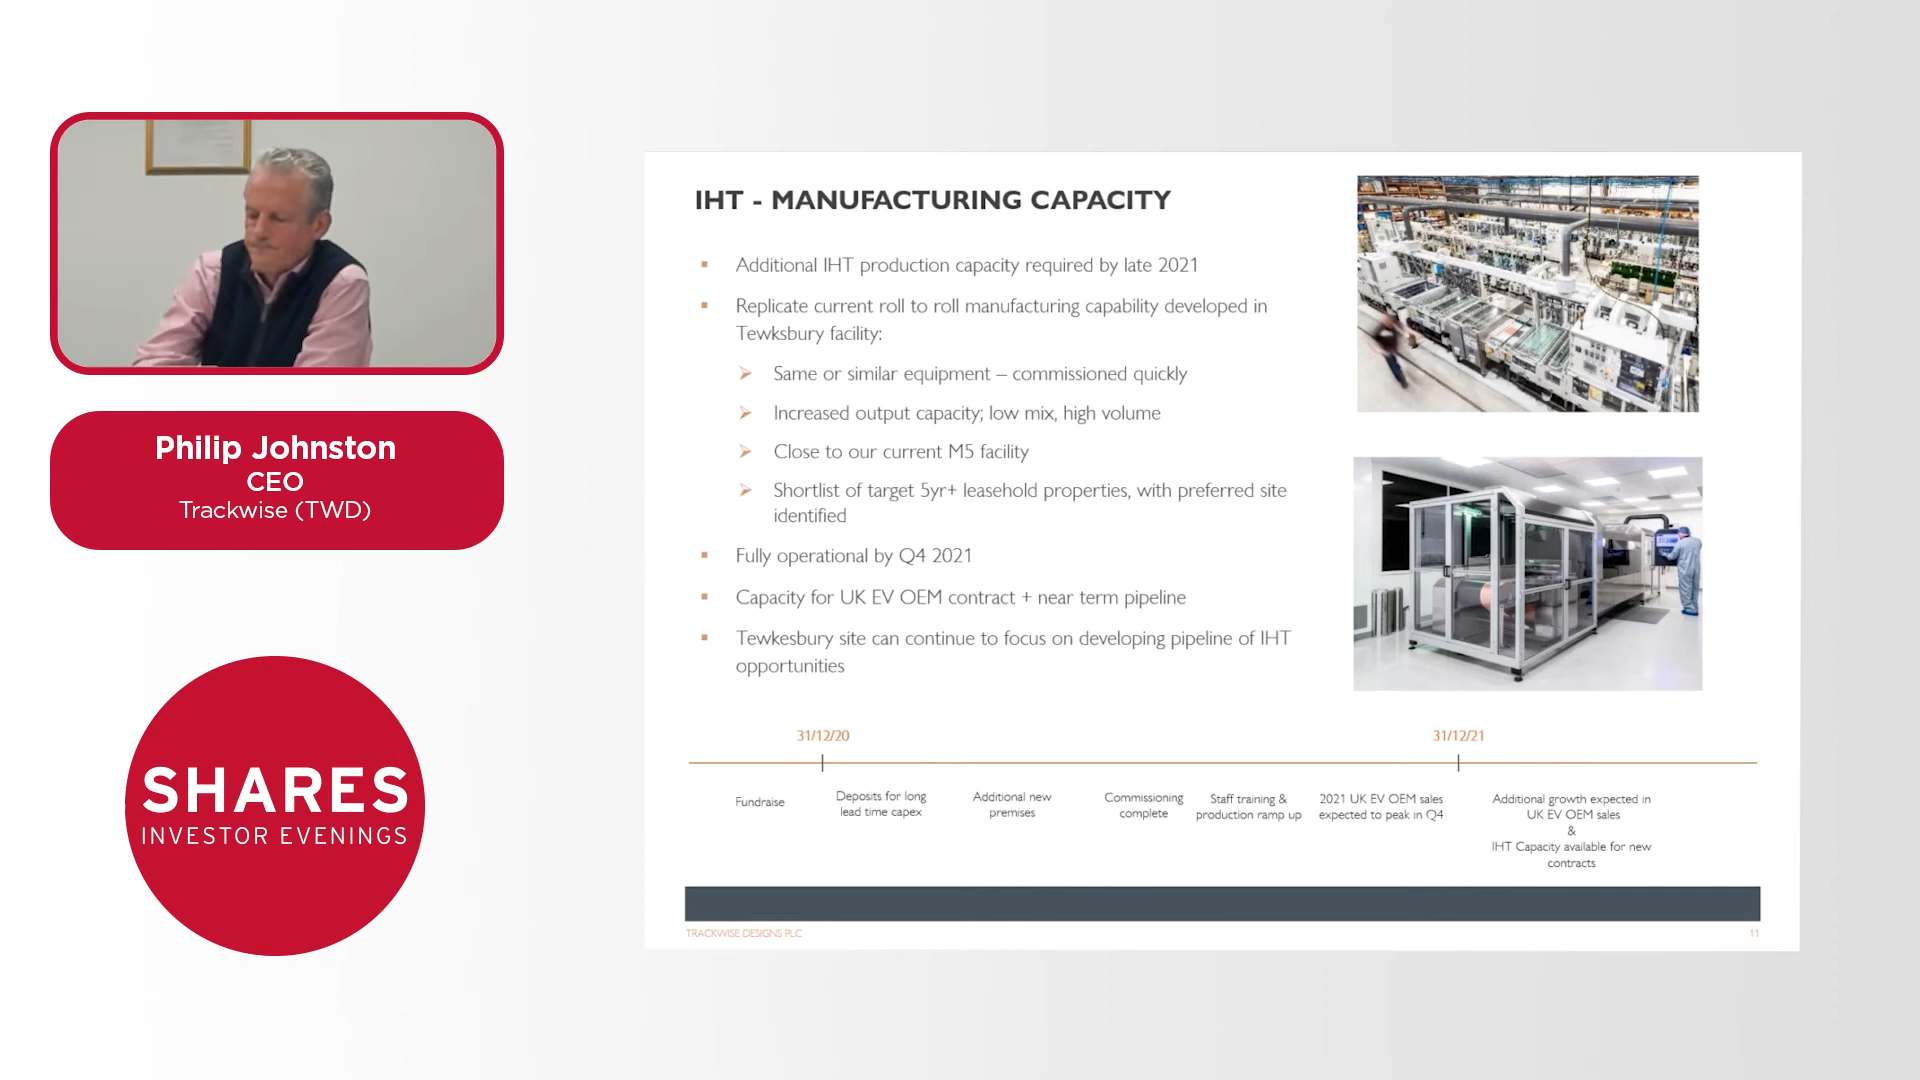 Philip Johnston
CEO
Trackwise (TWD)
SHARES
INVESTOR EVENINGS
IHT - MANUFACTURING CAPACITY
Additional IHT production capacity required by late 2021
Replicate current roll to roll manufacturing capability developed in
Tewksbury facility:
Same or similar equipment – commissioned quickly
Increased output capacity; low mix, high volume
Close to our current M5 facility
Shortlist of target 5yr+ leasehold properties, with preferred site
identified
Fully operational by Q4 2021
Capacity for UK EV OEM contract + near term pipeline
Tewkesbury site can continue to focus on developing pipeline of IHT
opportunities
31/12/20
31/12/21
Fundraise
Deposits for long
lead time capex
Additional new
premises
Commissioning
complete
Staff training &
production ramp up
2021 UK EV OEM sales
expected to peak in Q4
Additional growth expected in
UK EV OEM sales
&
IHT Capacity available for new
contracts
TRACKWISE DESIGNS PLC
11